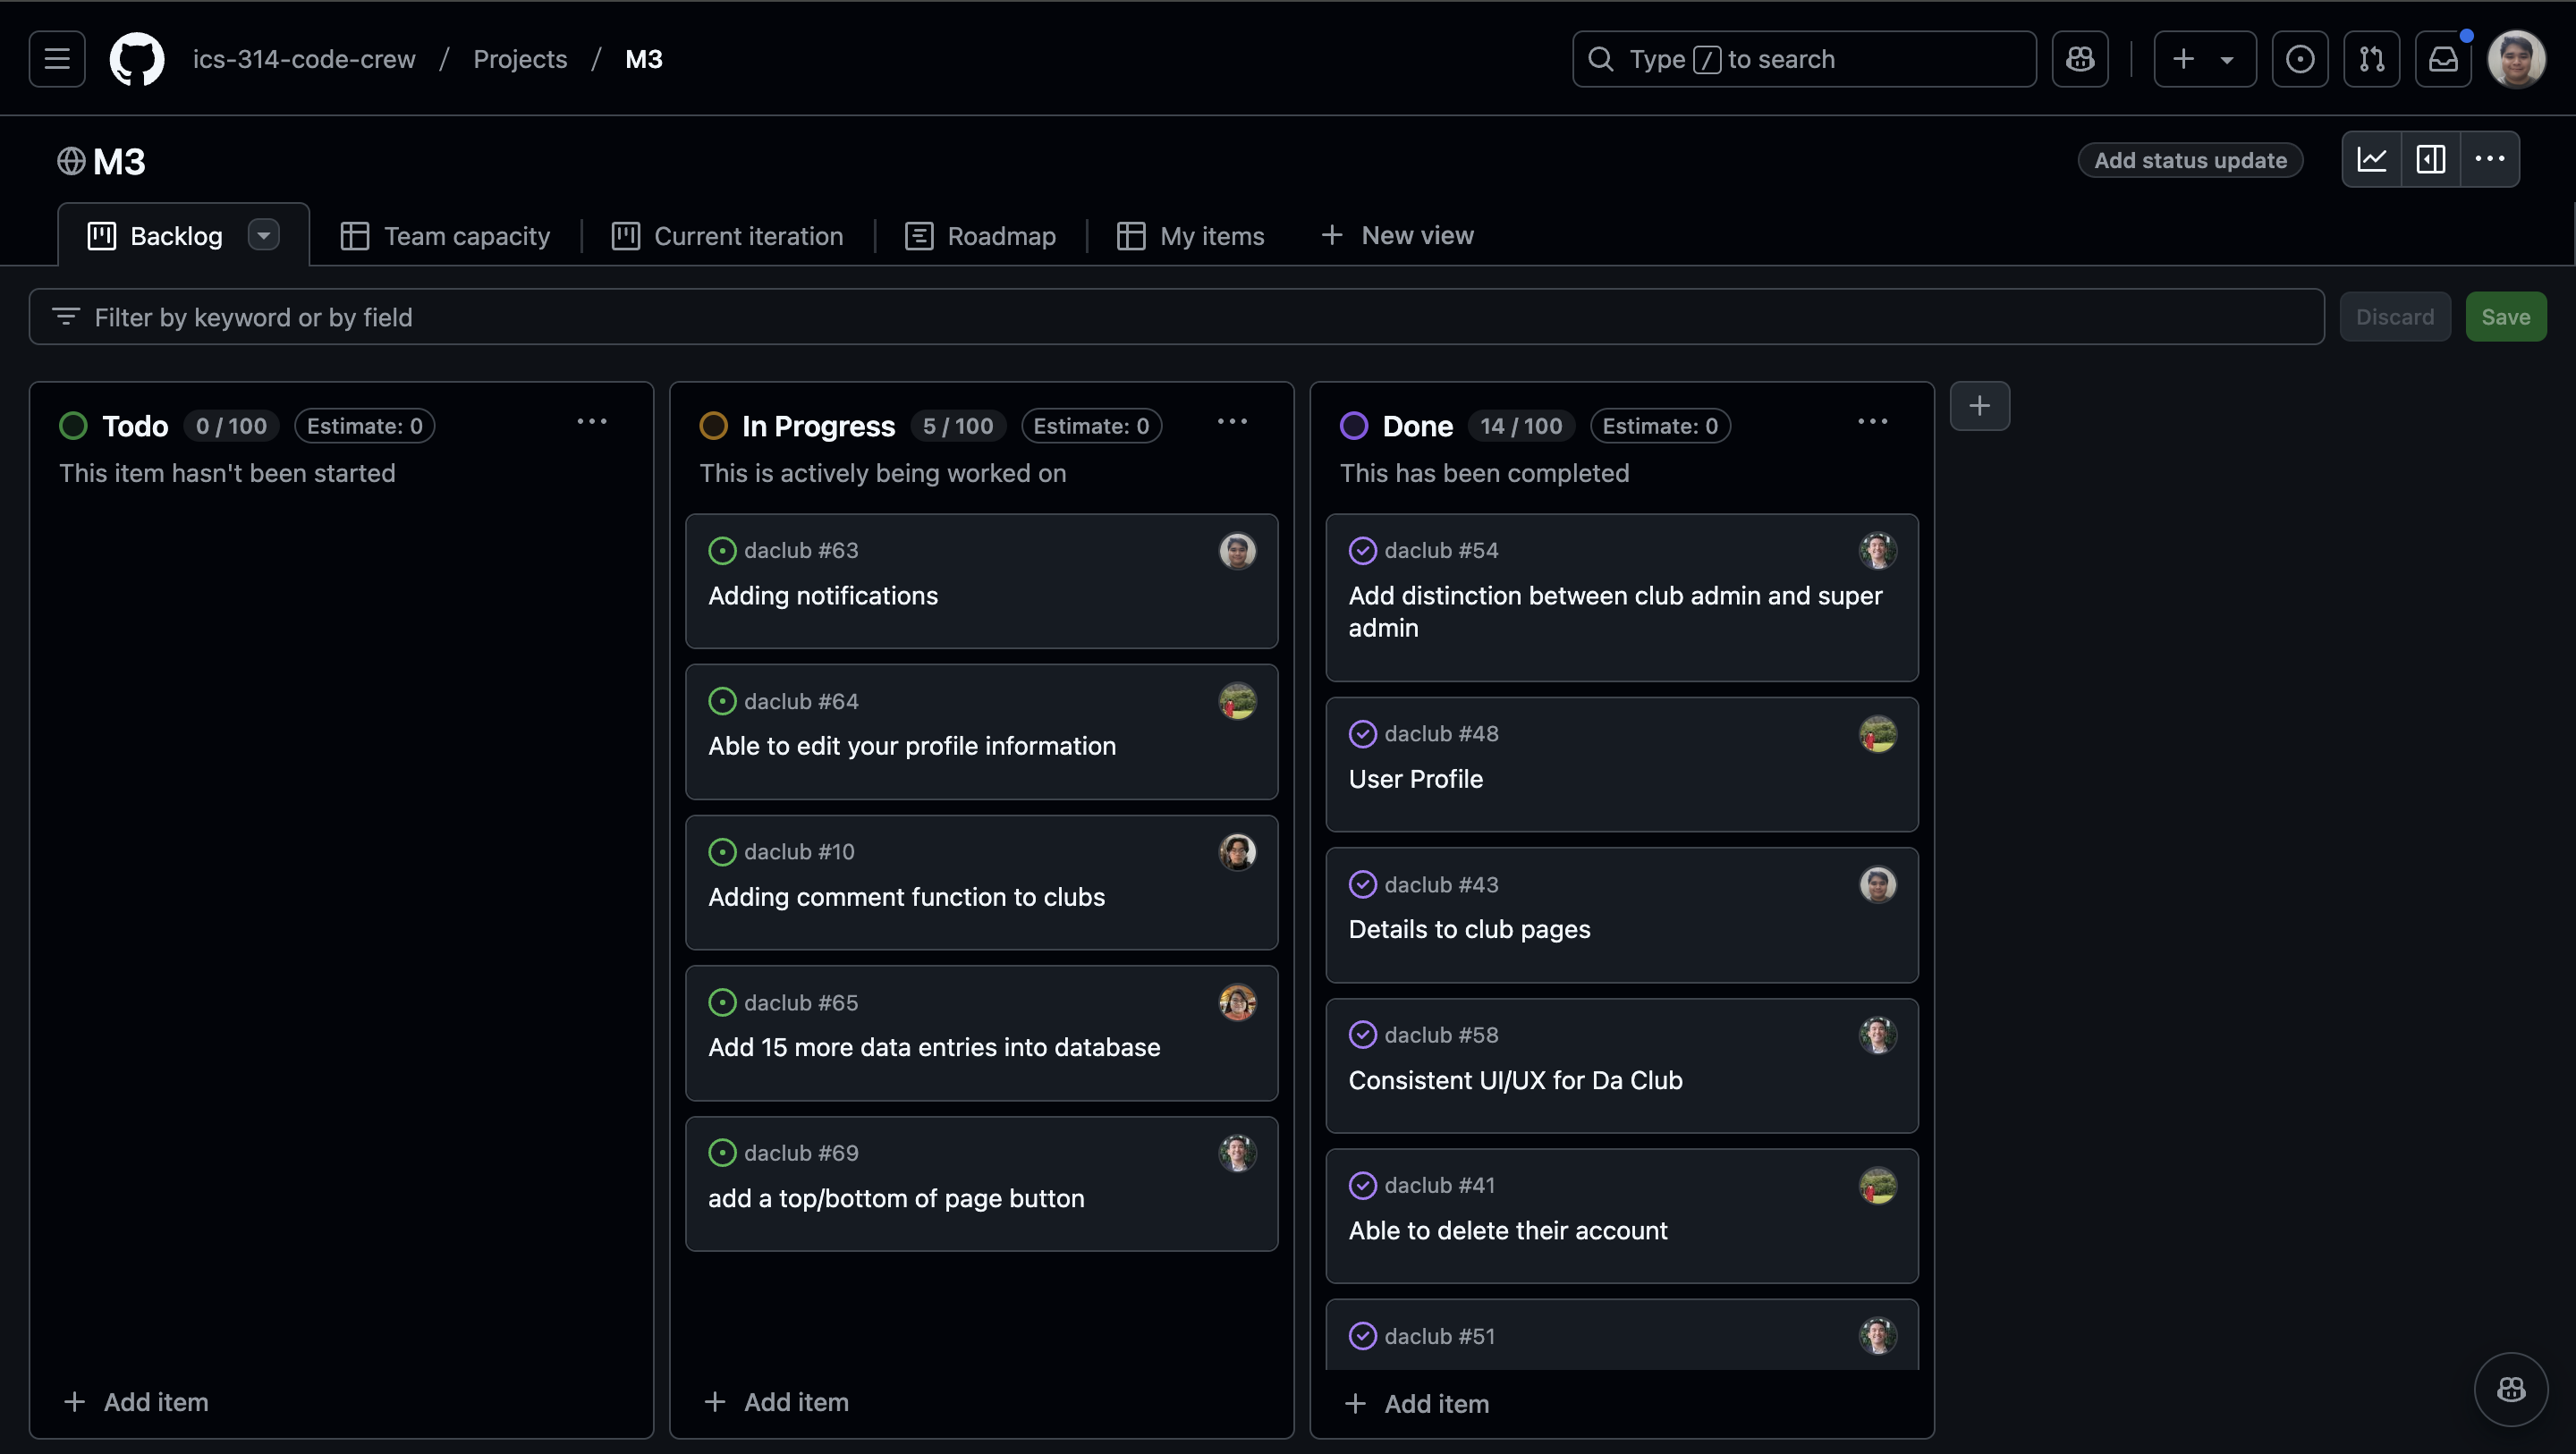 ics-314-code-crew / Projects / M3
Type / to search
M3
Add status update
Backlog
Team capacity
Current iteration
Roadmap
My items
New view
Filter by keyword or by field
Discard
Save
Todo 0 / 100 Estimate: 0
This item hasn't been started
Add item
In Progress 5 / 100 Estimate: 0
This is actively being worked on
daclub #63
Adding notifications
daclub #64
Able to edit your profile information
daclub #10
Adding comment function to clubs
daclub #65
Add 15 more data entries into database
daclub #69
add a top/bottom of page button
Add item
Done 14 / 100 Estimate: 0
This has been completed
daclub #54
Add distinction between club admin and super
admin
daclub #48
User Profile
daclub #43
Details to club pages
daclub #58
Consistent UI/UX for Da Club
daclub #41
Able to delete their account
daclub #51
Add item